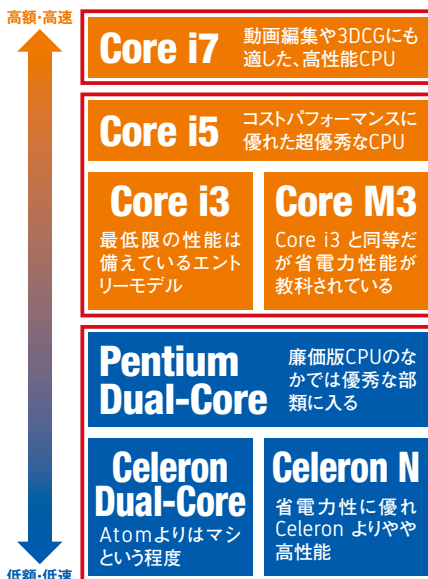 高額・高速
Core i7
動画編集や3DCGにも
適した、高性能CPU
Core i5
コストパフォーマンスに
優れた超優秀なCPU
Core i3
最低限の性能は
備えているエント
リーモデル
Core M3
Core i3 と同等だ
が省電力性能が
教科されている
Pentium
Dual-Core
廉価版CPUのな
かでは優秀な部
類に入る
Celeron
Dual-Core
Atomよりはマシ
という程度
Celeron N
省電力性に優れ
Celeron よりやや
高性能
低額・低速